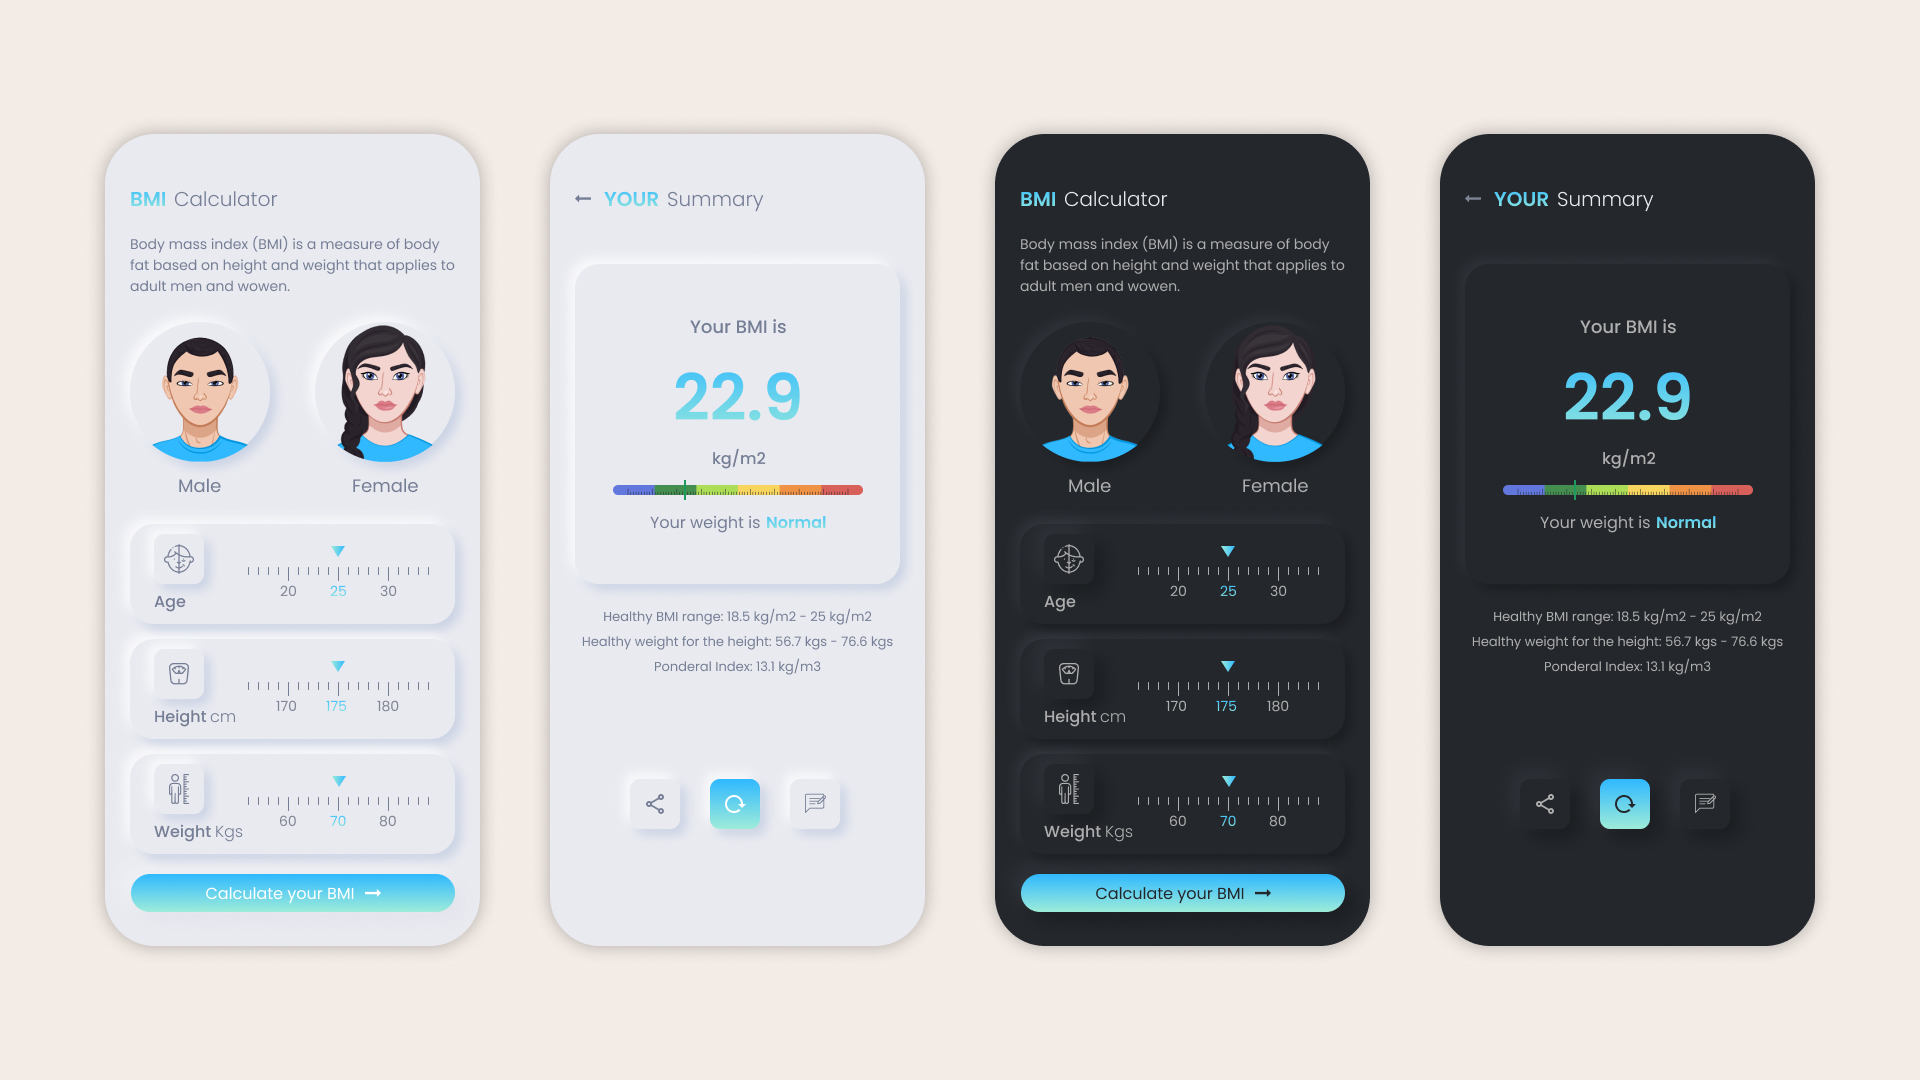 BMI Calculator
Body mass index (BMI) is a measure of body
fat based on height and weight that applies to
adult men and wowen.
Male Female
20 25 30
Age
170 175 180
Height cm
60 70 80
Weight Kgs
Calculate your BMI
YOUR Summary
Your BMI is
22.9
kg/m2
Your weight is Normal
Healthy BMI range: 18.5 kg/m2 - 25 kg/m2
Healthy weight for the height: 56.7 kgs - 76.6 kgs
Ponderal Index: 13.1 kg/m3
BMI Calculator
Body mass index (BMI) is a measure of body
fat based on height and weight that applies to
adult men and wowen.
Male Female
20 25 30
Age
170 175 180
Height cm
60 70 80
Weight Kgs
Calculate your BMI
YOUR Summary
Your BMI is
22.9
kg/m2
Your weight is Normal
Healthy BMI range: 18.5 kg/m2 - 25 kg/m2
Healthy weight for the height: 56.7 kgs - 76.6 kgs
Ponderal Index: 13.1 kg/m3